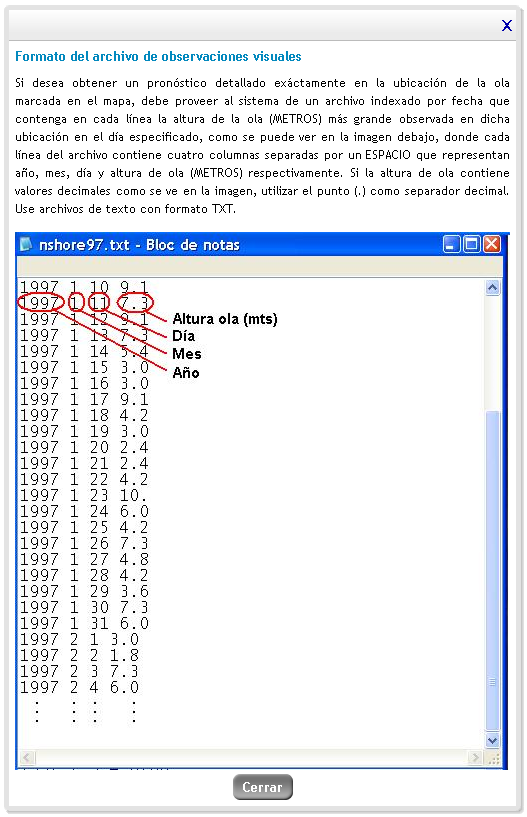 X
Formato del archivo de observaciones visuales
Si desea obtener un pronóstico detallado exáctamente en la ubicación de la ola
marcada en el mapa, debe proveer al sistema de un archivo indexado por fecha que
contenga en cada línea la altura de la ola (METROS) más grande observada en dicha
ubicación en el día especificado, como se puede ver en la imagen debajo, donde cada
línea del archivo contiene cuatro columnas separadas por un ESPACIO que representan
año, mes, día y altura de ola (METROS) respectivamente. Si la altura de ola contiene
valores decimales como se ve en la imagen, utilizar el punto (.) como separador decimal.
Use archivos de texto con formato TXT.
nshore97.txt - Bloc de notas
1997 1 10 9.1
1997 1 11 7.3
1997 1 12 9.1
1997 1 13 7.3
1997 1 14 5.4
1997 1 15 3.0
1997 1 16 3.0
1997 1 17 9.1
1997 1 18 4.2
1997 1 19 3.0
1997 1 20 2.4
1997 1 21 2.4
1997 1 22 4.2
1997 1 23 10.
1997 1 24 6.0
1997 1 25 4.2
1997 1 26 7.3
1997 1 27 4.8
1997 1 28 4.2
1997 1 29 3.6
1997 1 30 7.3
1997 1 31 6.0
1997 2 1 3.0
1997 2 2 1.8
1997 2 3 7.3
1997 2 4 6.0
Altura ola (mts)
Día
Mes
Año
Cerrar